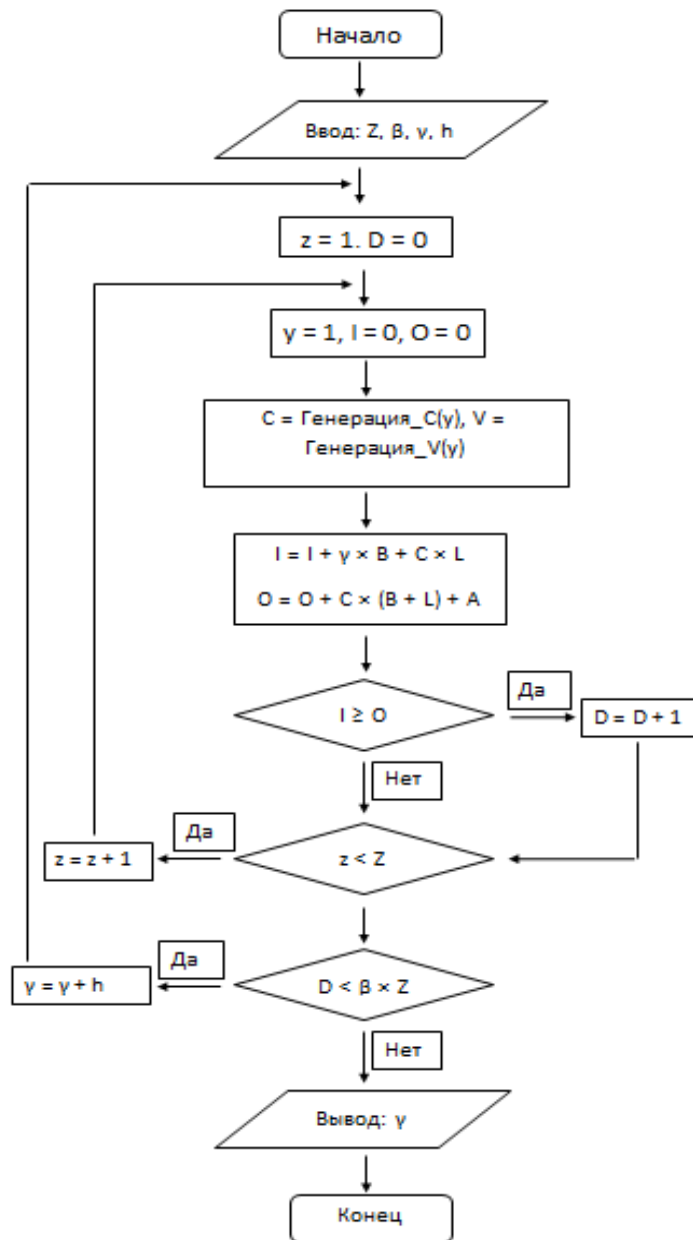 Начало
Ввод: Z, β, γ, h
z = 1. D = 0
y = 1, I = 0, O = 0
C = Генерация_C(y), V =
Генерация_V(y)
I = I + γ × B + C × L
O = O + C × (B + L) + A
I ≥ O
Да
D = D + 1
Нет
z < Z
Да
z = z + 1
D < β × Z
Да
γ = γ + h
Нет
Вывод: γ
Конец